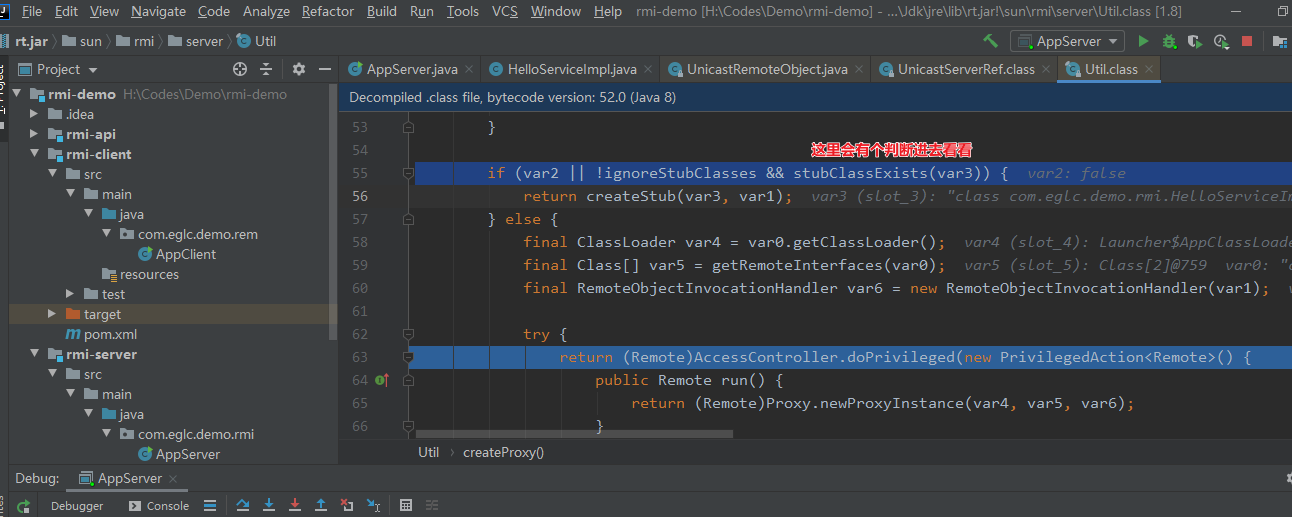 File Edit View Navigate Code Analyze Refactor Build Run Tools VCS Window Help rmi-demo [H:\Codes\Demo\rmi-demo] - ...\Jdk\jre\lib\rt.jar!\sun\rmi\server\Util.class [1.8]
rt.jar sun rmi server Util AppServer
Project AppServer.java HelloServiceImpl.java UnicastRemoteObject.java UnicastServerRef.class Util.class
rmi-demo H:\Codes\Demo\rmi-demo
.idea
rmi-api
rmi-client
src
main
java
com.eglc.demo.rem
AppClient
resources
test
target
pom.xml
rmi-server
src
main
java
com.eglc.demo.rmi
AppServer
Decompiled .class file, bytecode version: 52.0 (Java 8)
53 }
54
这里会有个判断进去看看
55 if (var2 || !ignoreStubClasses && stubClassExists(var3)) { var2: false
56 return createStub(var3, var1); var3 (slot_3): "class com.eglc.demo.rmi.HelloServiceIm
57 } else {
58 final ClassLoader var4 = var0.getClassLoader(); var4 (slot_4): Launcher$AppClassLoade
59 final Class[] var5 = getRemoteInterfaces(var0); var5 (slot_5): Class[2]@759 var0: "c
60 final RemoteObjectInvocationHandler var6 = new RemoteObjectInvocationHandler(var1);
61
62 try {
63 return (Remote)AccessController.doPrivileged(new PrivilegedAction<Remote>() {
64 public Remote run() {
65 return (Remote)Proxy.newProxyInstance(var4, var5, var6);
66 }
Util createProxy()
Debug: AppServer
Debugger Console